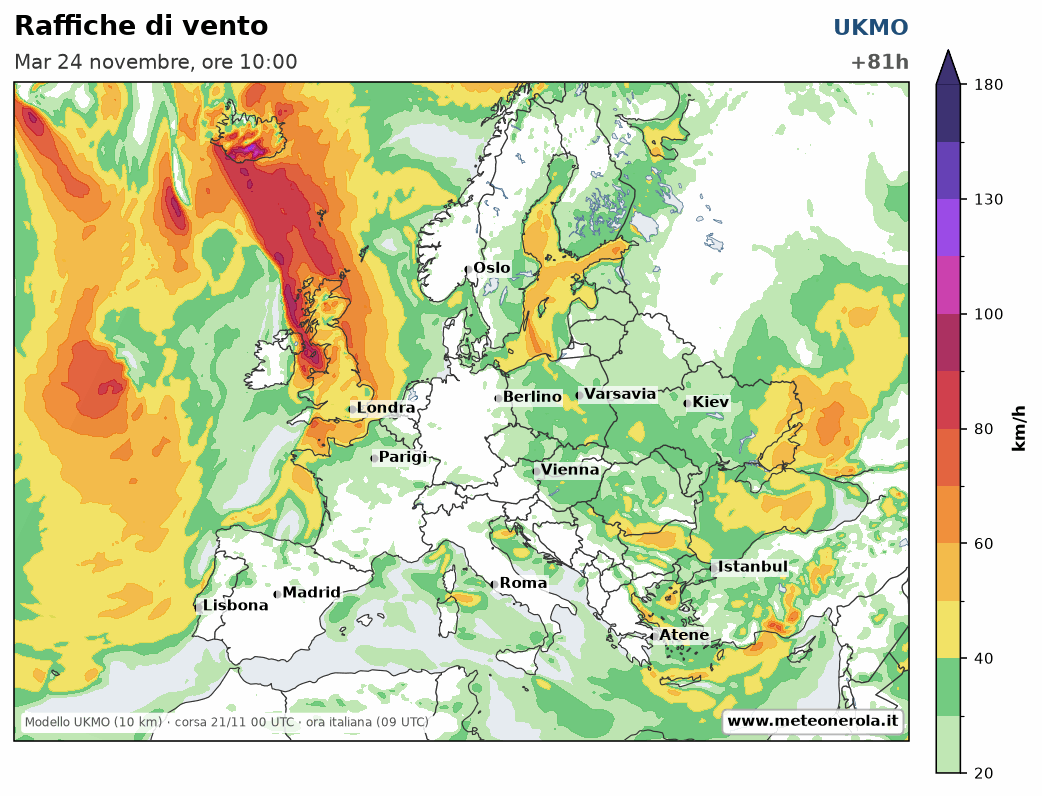 Raffiche di vento
UKMO
Mar 24 novembre, ore 10:00
+81h
180
130
100
80
60
40
20
km/h
Oslo
Berlino
Varsavia
Kiev
Londra
Parigi
Vienna
Istanbul
Roma
Madrid
Lisbona
Atene
Modello UKMO (10 km) · corsa 21/11 00 UTC · ora italiana (09 UTC)
www.meteonerola.it